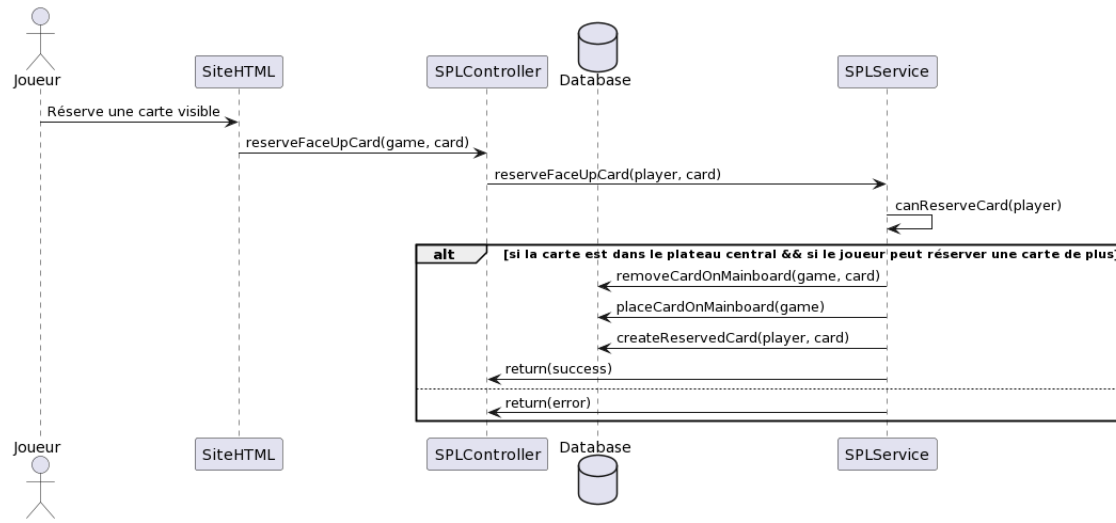 Joueur
SiteHTML
SPLController
Database
SPLService
Réserve une carte visible
reserveFaceUpCard(game, card)
reserveFaceUpCard(player, card)
canReserveCard(player)
alt
[si la carte est dans le plateau central && si le joueur peut réserver une carte de plus]
removeCardOnMainboard(game, card)
placeCardOnMainboard(game)
createReservedCard(player, card)
return(success)
return(error)
Joueur
SiteHTML
SPLController
Database
SPLService